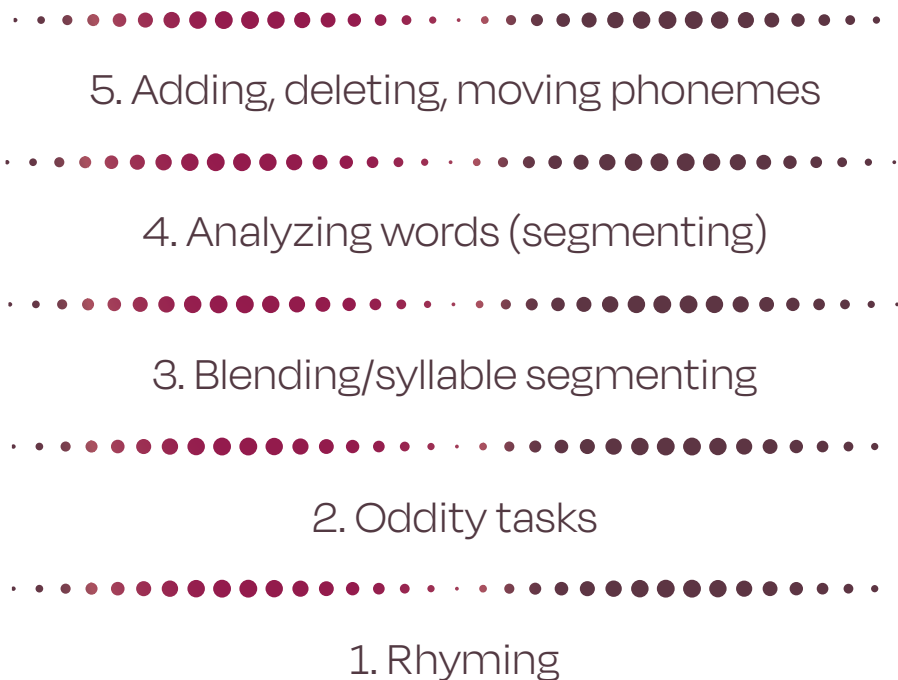 5. Adding, deleting, moving phonemes
4. Analyzing words (segmenting)
3. Blending/syllable segmenting
2. Oddity tasks
1. Rhyming